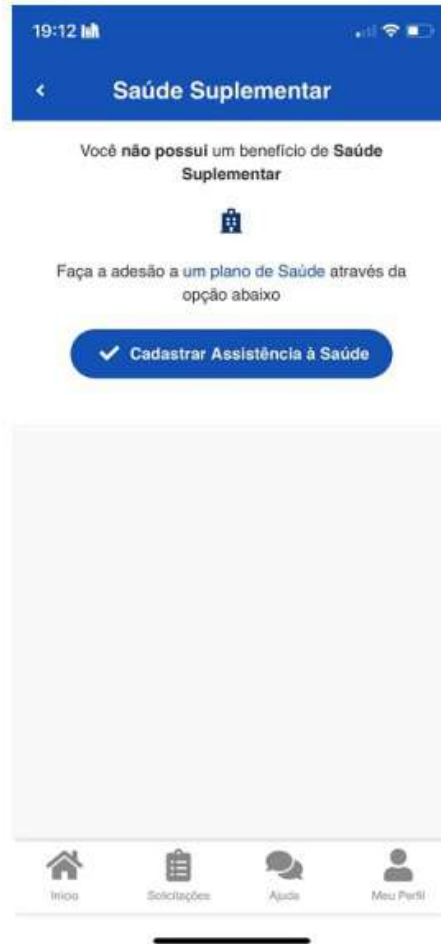 19:12
Saúde Suplementar
Você não possui um benefício de Saúde
Suplementar
Faça a adesão a um plano de Saúde através da
opção abaixo
Cadastrar Assistência à Saúde
Início
Solicitações
Ajuda
Meu Perfil